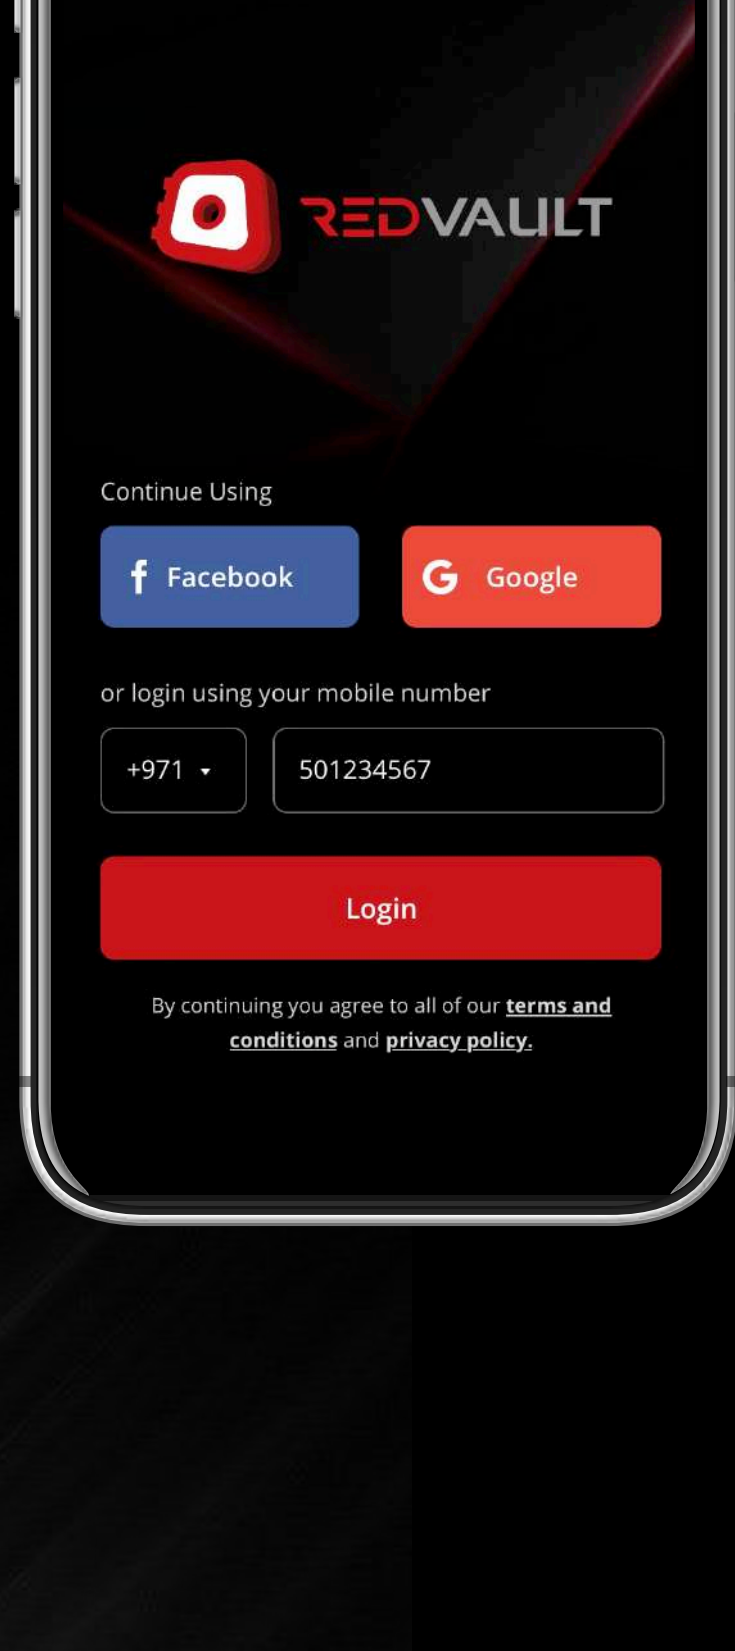 REDVAULT
Continue Using
f Facebook
G Google
or login using your mobile number
+971 501234567
Login
By continuing you agree to all of our terms and
conditions and privacy policy.